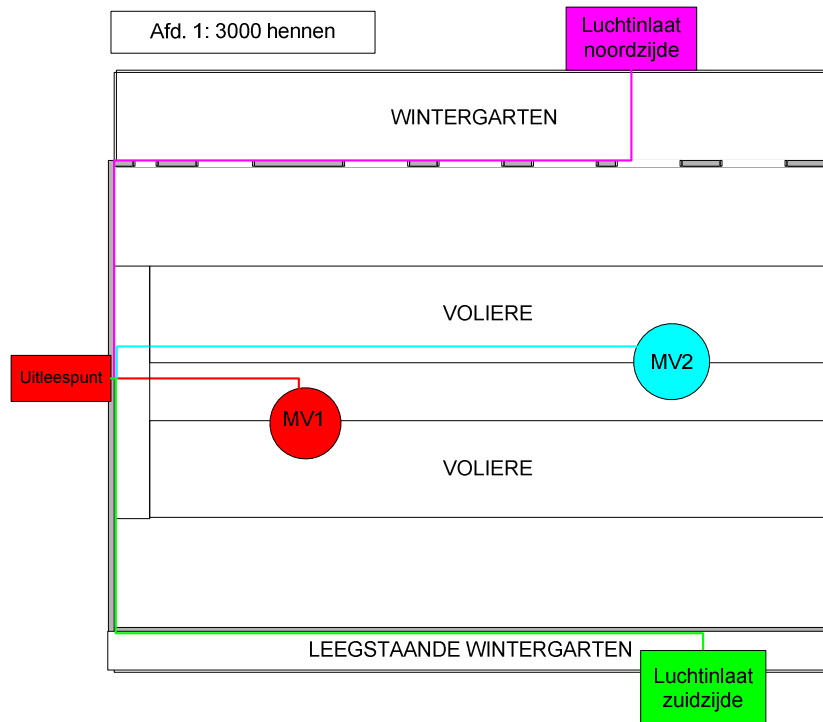 Afd. 1: 3000 hennen
Luchtinlaat
noordzijde
WINTERGARTEN
VOLIERE
MV2
Uitleespunt
MV1
VOLIERE
LEEGSTAANDE WINTERGARTEN
Luchtinlaat
zuidzijde